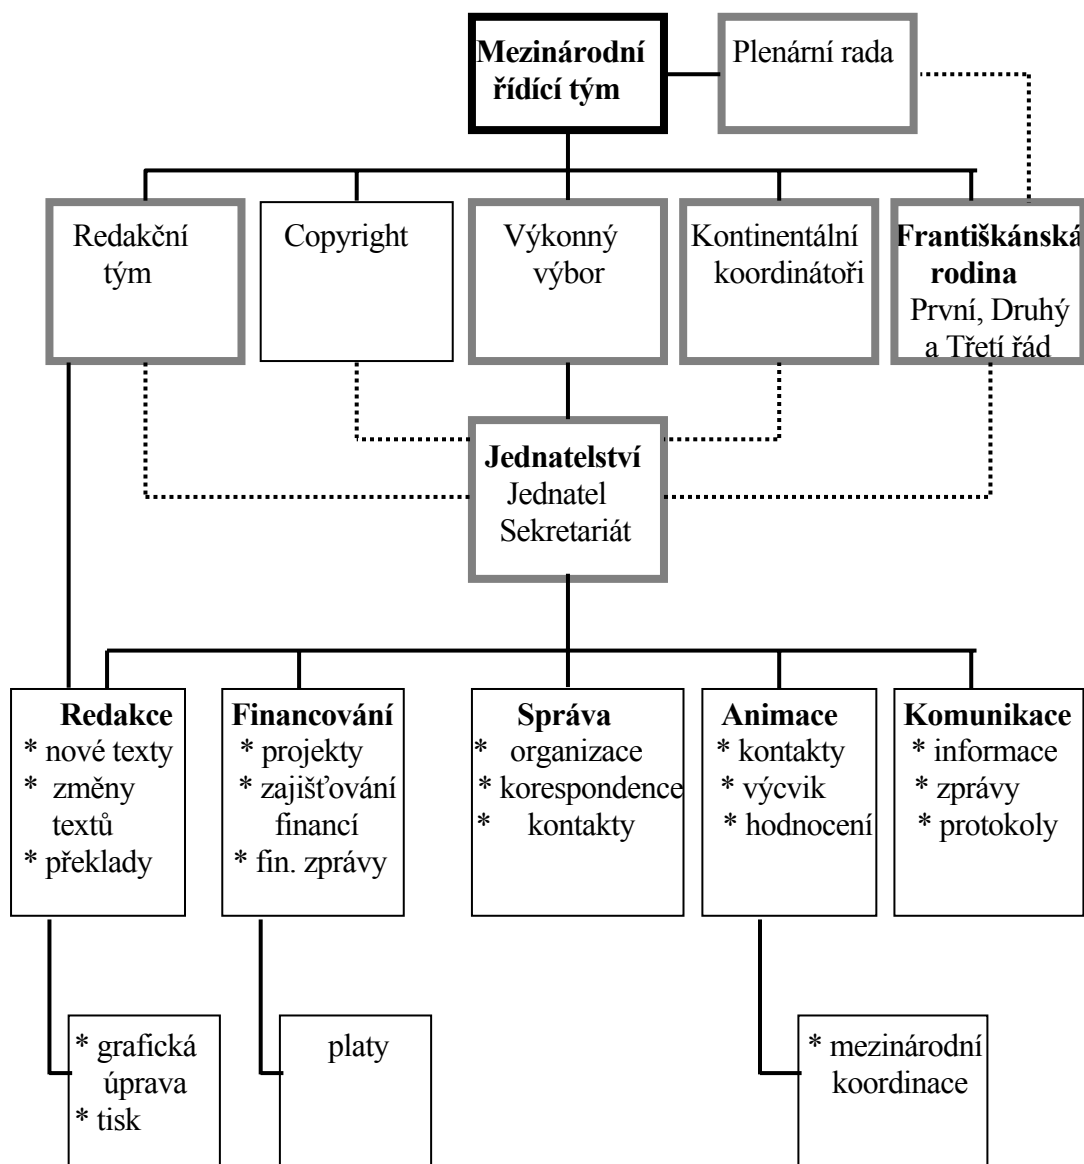 Mezinárodní
řídící tým
Plenární rada
Redakční
tým
Copyright
Výkonný
výbor
Kontinentální
koordinátoři
Františkánská
rodina
První, Druhý
a Třetí řád
Jednatelství
Jednatel
Sekretariát
Redakce
* nové texty
* změny
textů
* překlady
Financování
* projekty
* zajišťování
financí
* fin. zprávy
Správa
* organizace
* korespondence
* kontakty
Animace
* kontakty
* výcvik
* hodnocení
Komunikace
* informace
* zprávy
* protokoly
* grafická
úprava
* tisk
platy
* mezinárodní
koordinace